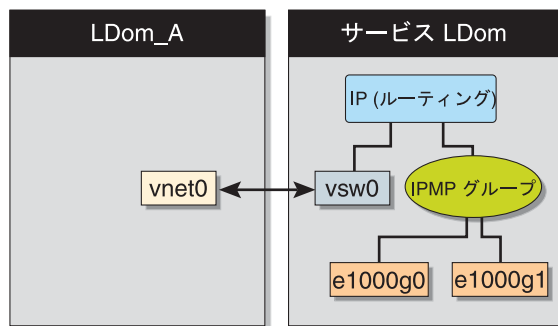 LDom_A
サービス LDom
IP (ルーティング)
vnet0
vsw0
IPMP グループ
e1000g0
e1000g1